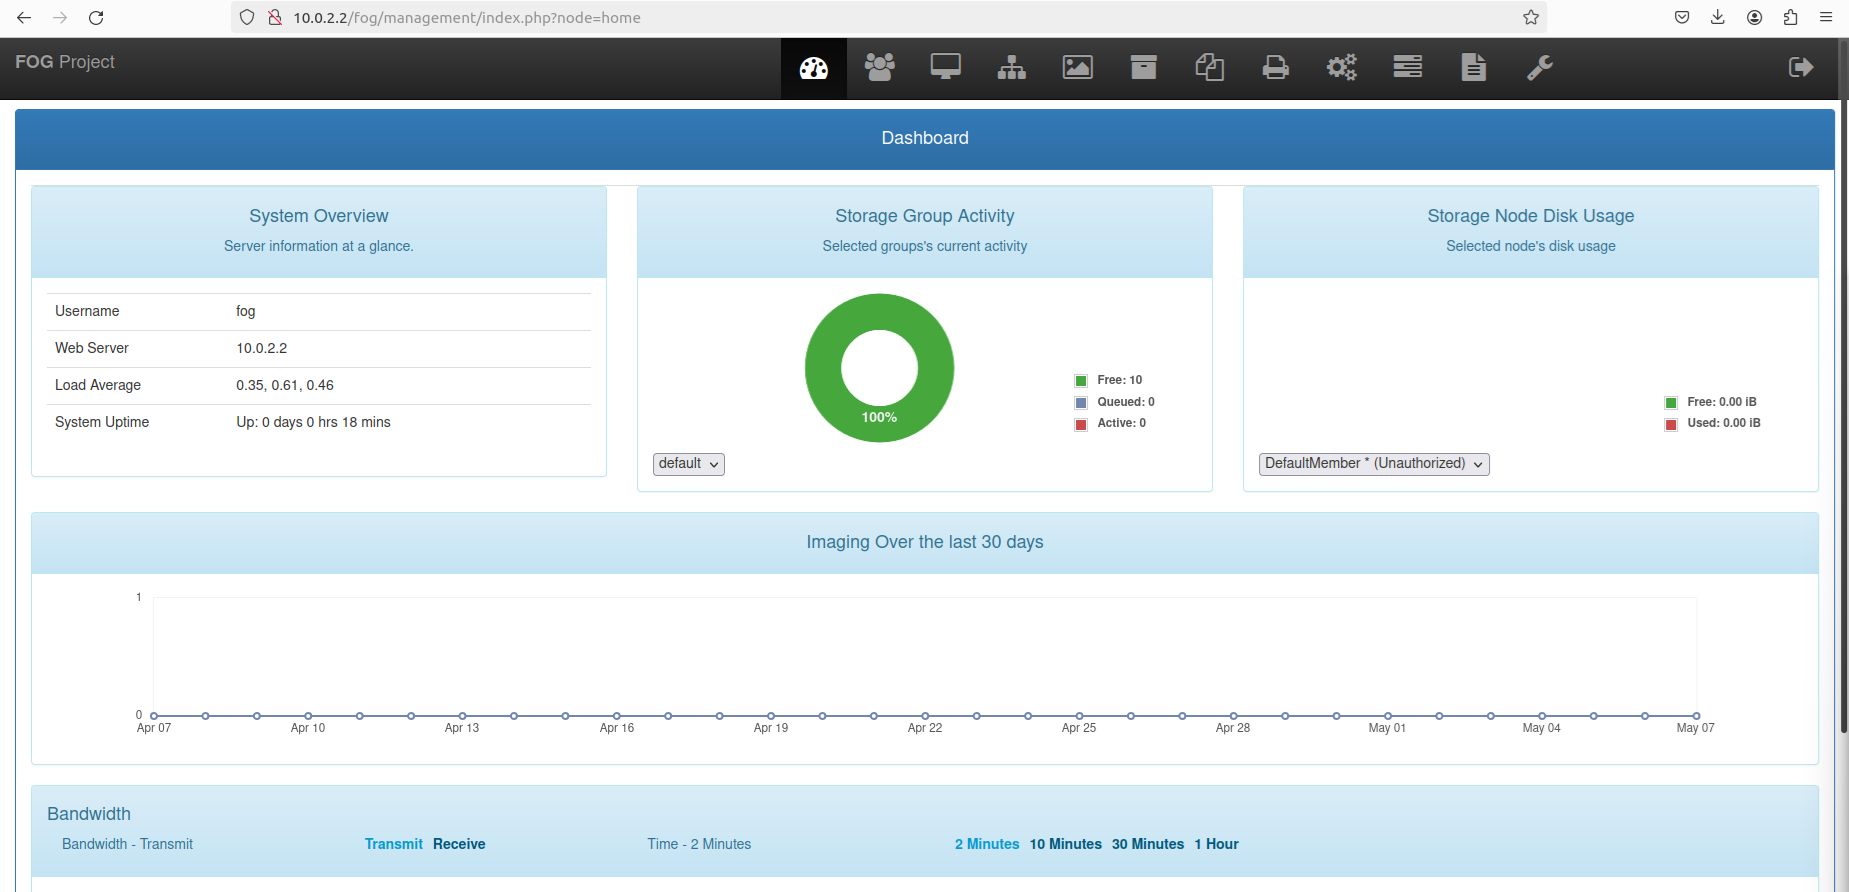 10.0.2.2/fog/management/index.php?node=home
FOG Project
Dashboard
System Overview
Server information at a glance.
Username fog
Web Server 10.0.2.2
Load Average 0.35, 0.61, 0.46
System Uptime Up: 0 days 0 hrs 18 mins
Storage Group Activity
Selected groups's current activity
100%
Free: 10
Queued: 0
Active: 0
default
Storage Node Disk Usage
Selected node's disk usage
Free: 0.00 iB
Used: 0.00 iB
DefaultMember * (Unauthorized)
Imaging Over the last 30 days
1
0
Apr 07 Apr 10 Apr 13 Apr 16 Apr 19 Apr 22 Apr 25 Apr 28 May 01 May 04 May 07
Bandwidth
Bandwidth - Transmit Transmit Receive Time - 2 Minutes 2 Minutes 10 Minutes 30 Minutes 1 Hour